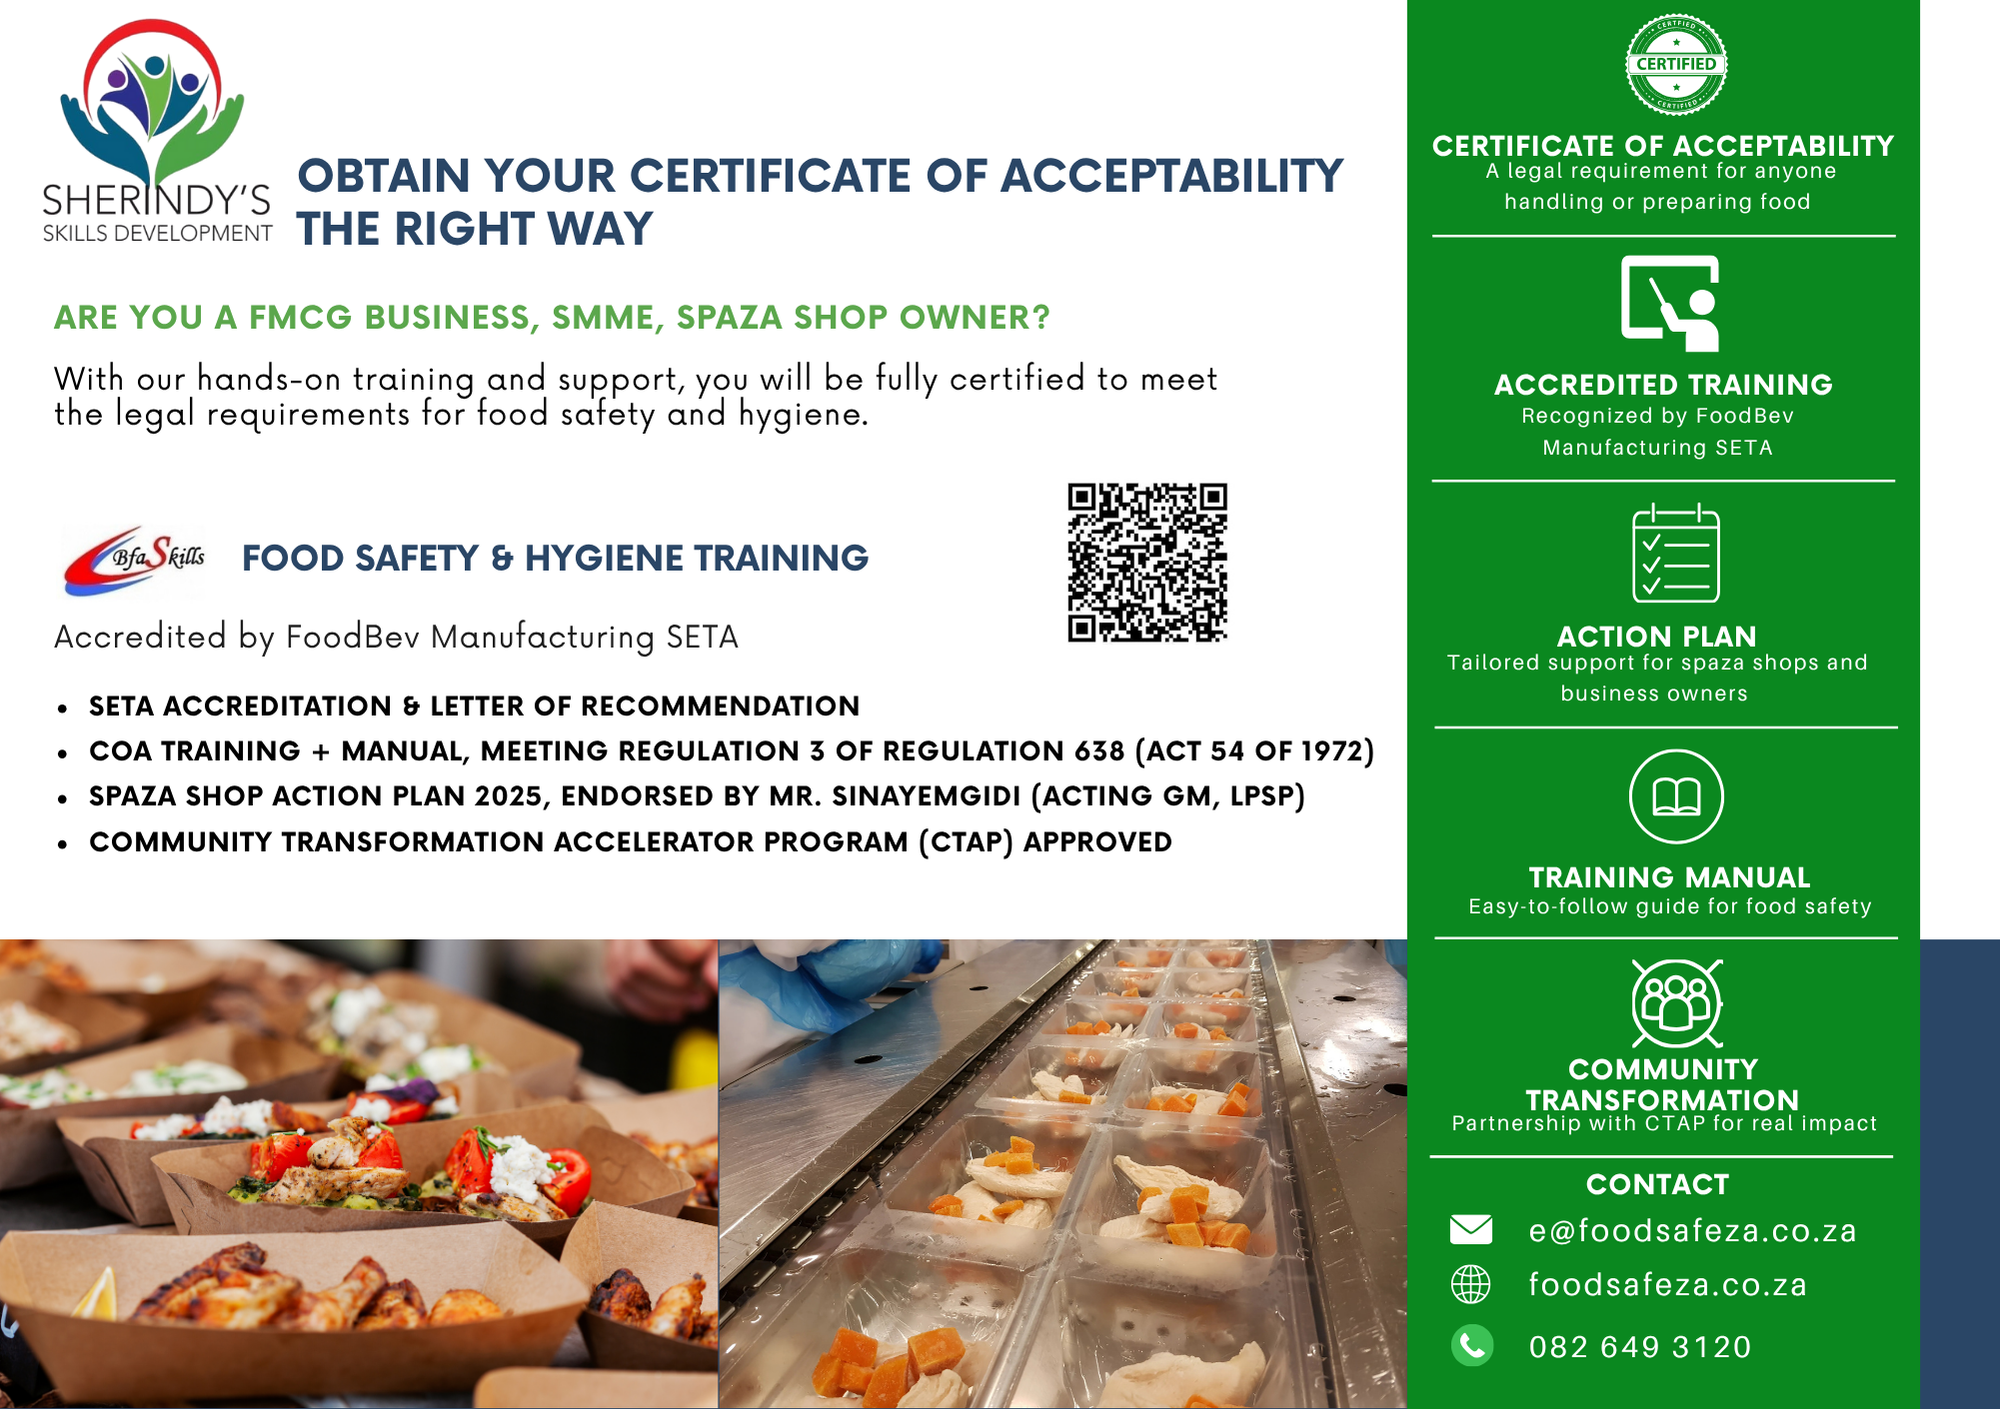 SHERINDY'S
SKILLS DEVELOPMENT
OBTAIN YOUR CERTIFICATE OF ACCEPTABILITY
THE RIGHT WAY
ARE YOU A FMCG BUSINESS, SMME, SPAZA SHOP OWNER?
With our hands-on training and support, you will be fully certified to meet
the legal requirements for food safety and hygiene.
BfaSkills
FOOD SAFETY & HYGIENE TRAINING
Accredited by FoodBev Manufacturing SETA
• SETA ACCREDITATION & LETTER OF RECOMMENDATION
• COA TRAINING + MANUAL, MEETING REGULATION 3 OF REGULATION 638 (ACT 54 OF 1972)
• SPAZA SHOP ACTION PLAN 2025, ENDORSED BY MR. SINAYEMGIDI (ACTING GM, LPSP)
• COMMUNITY TRANSFORMATION ACCELERATOR PROGRAM (CTAP) APPROVED
CERTIFIED
CERTIFIED
CERTIFIED
CERTIFICATE OF ACCEPTABILITY
A legal requirement for anyone
handling or preparing food
ACCREDITED TRAINING
Recognized by FoodBev
Manufacturing SETA
ACTION PLAN
Tailored support for spaza shops and
business owners
TRAINING MANUAL
Easy-to-follow guide for food safety
COMMUNITY
TRANSFORMATION
Partnership with CTAP for real impact
CONTACT
e@foodsafeza.co.za
foodsafeza.co.za
082 649 3120